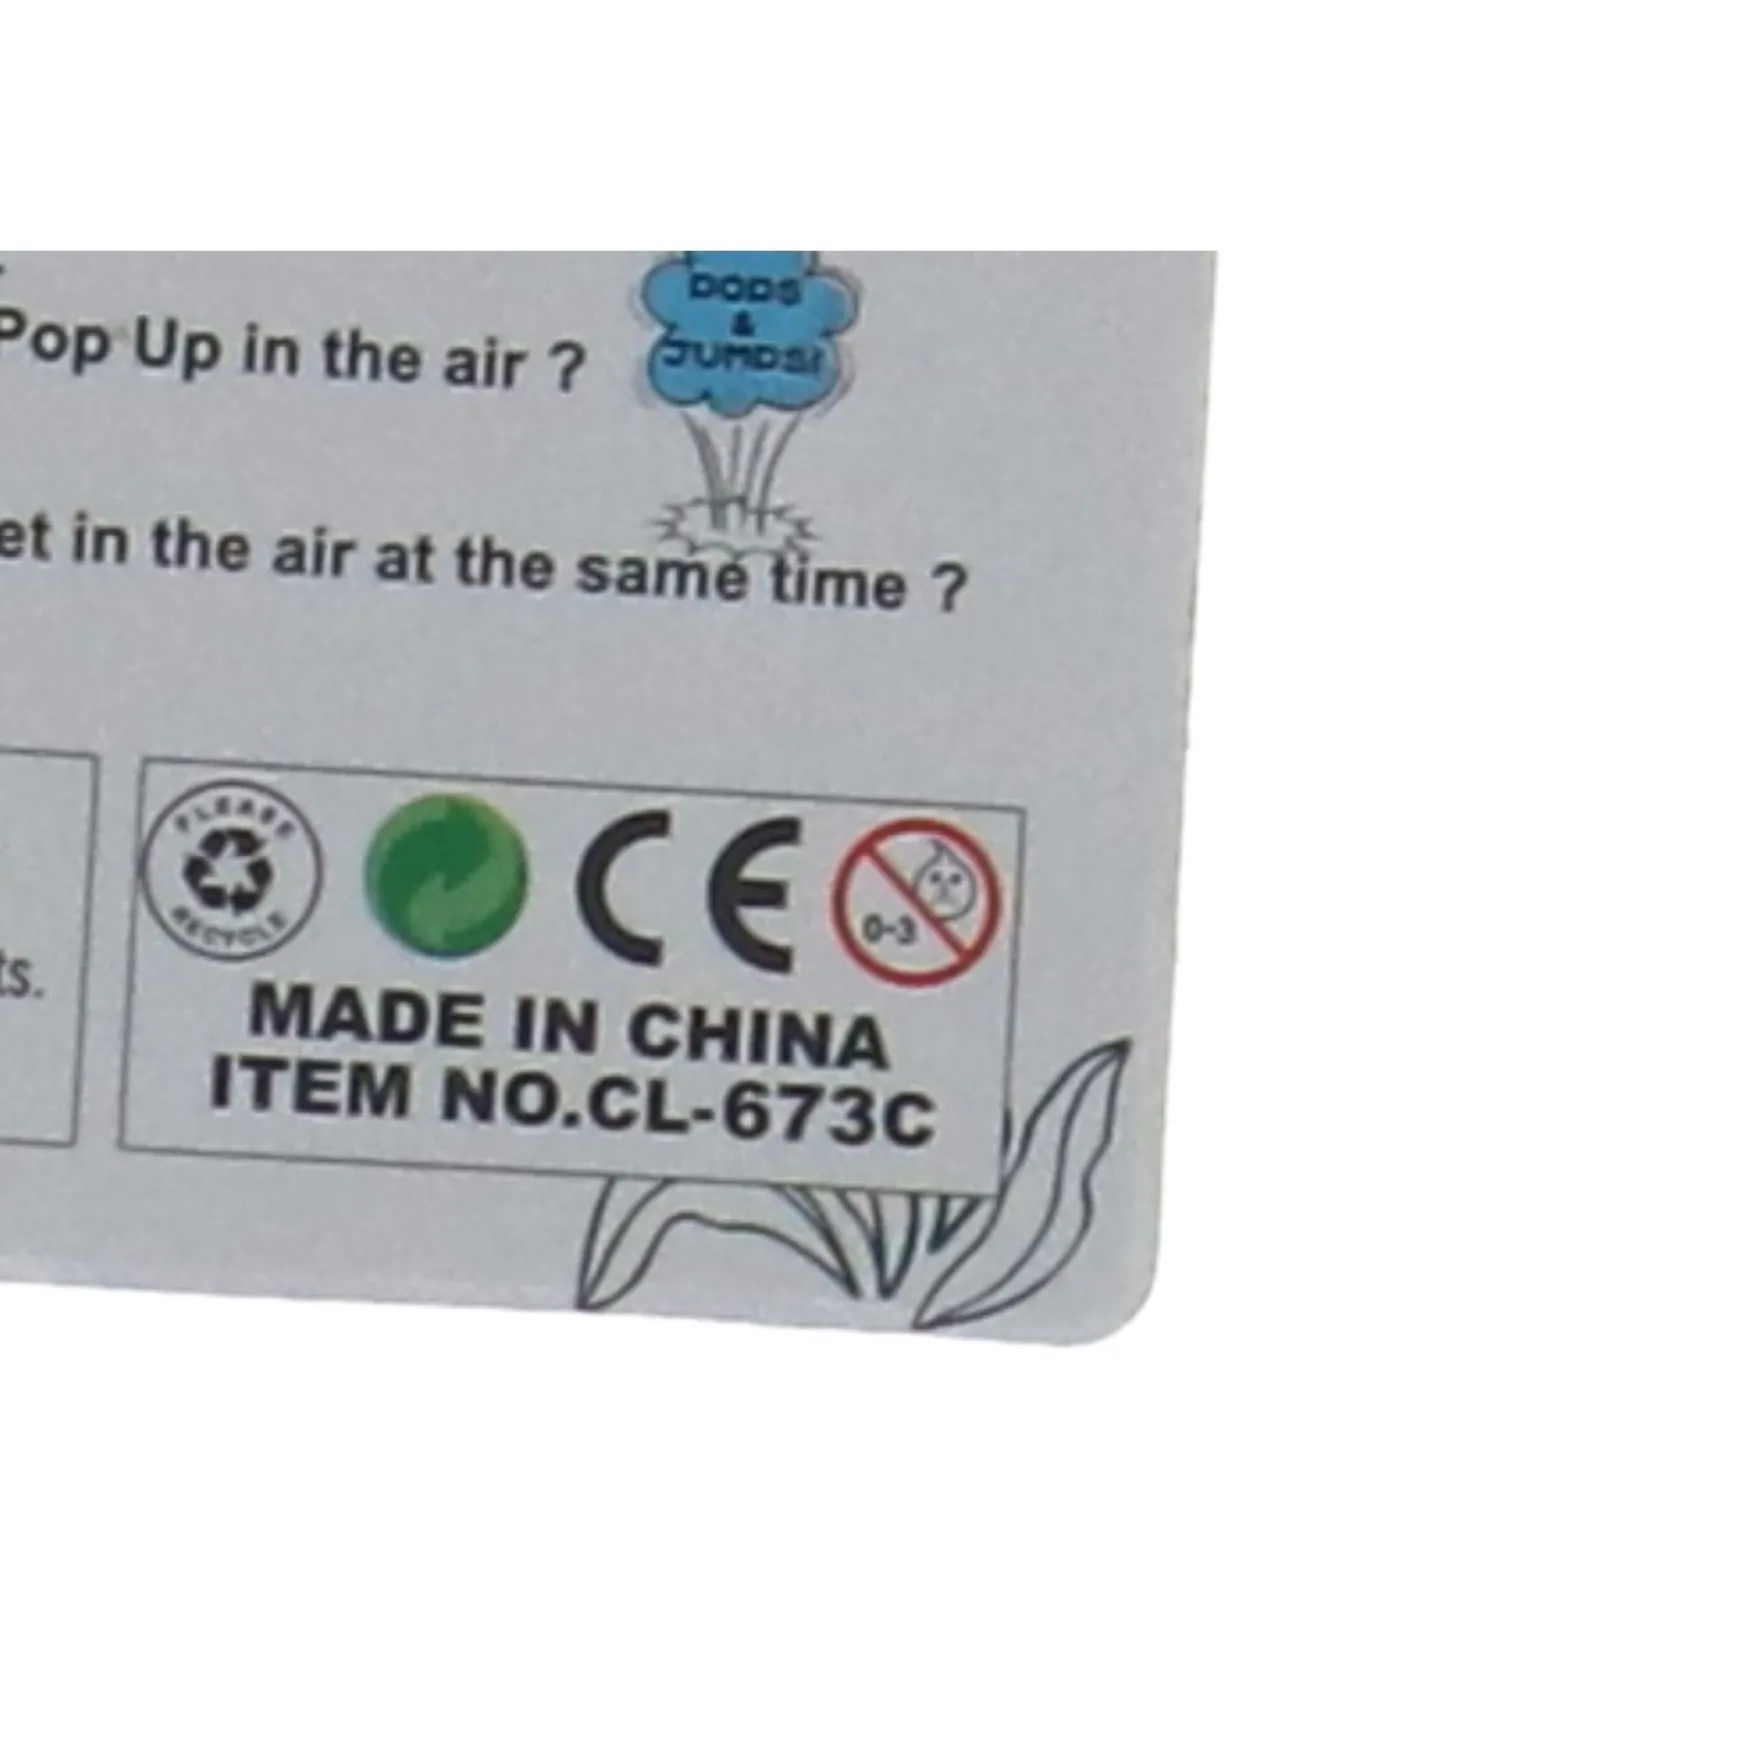 POPS
&
JUMPS!
Pop Up in the air ?
et in the air at the same time ?
ts.
PLEASE
RECYCLE
CE
0-3
MADE IN CHINA
ITEM NO.CL-673C